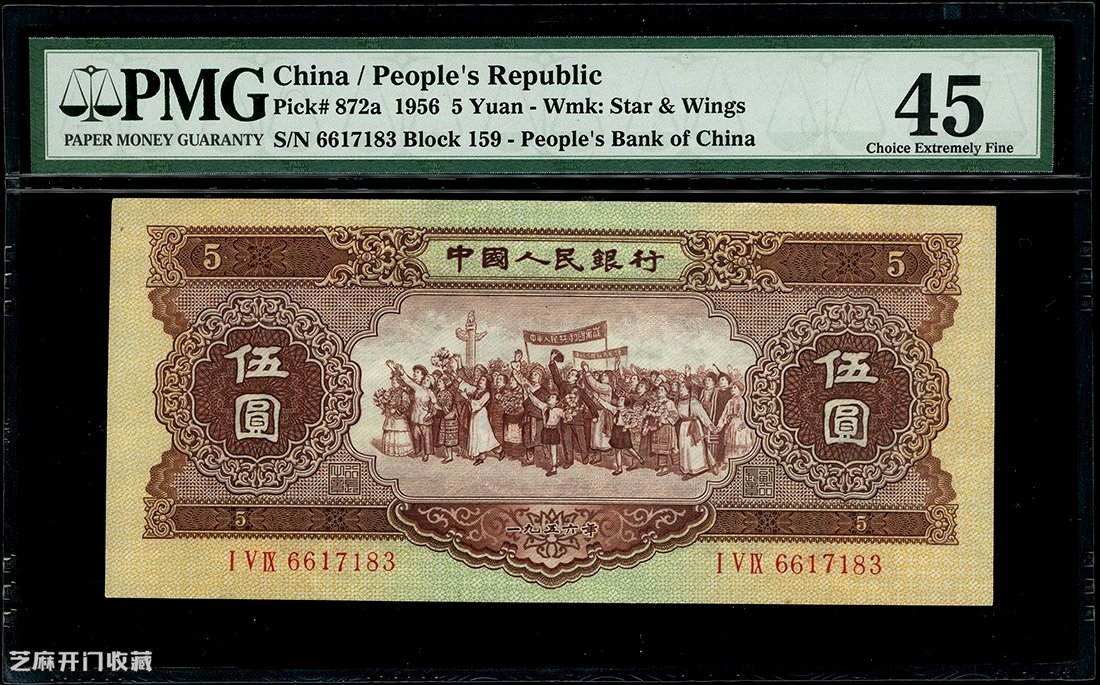 PMG
PAPER MONEY GUARANTY
China / People's Republic
Pick# 872a 1956 5 Yuan - Wmk: Star & Wings
S/N 6617183 Block 159 - People's Bank of China
45
Choice Extremely Fine
5
中國人民銀行
5
伍圓
伍圓
5
一九五六年
5
I V IX 6617183
I V IX 6617183
芝麻开门收藏